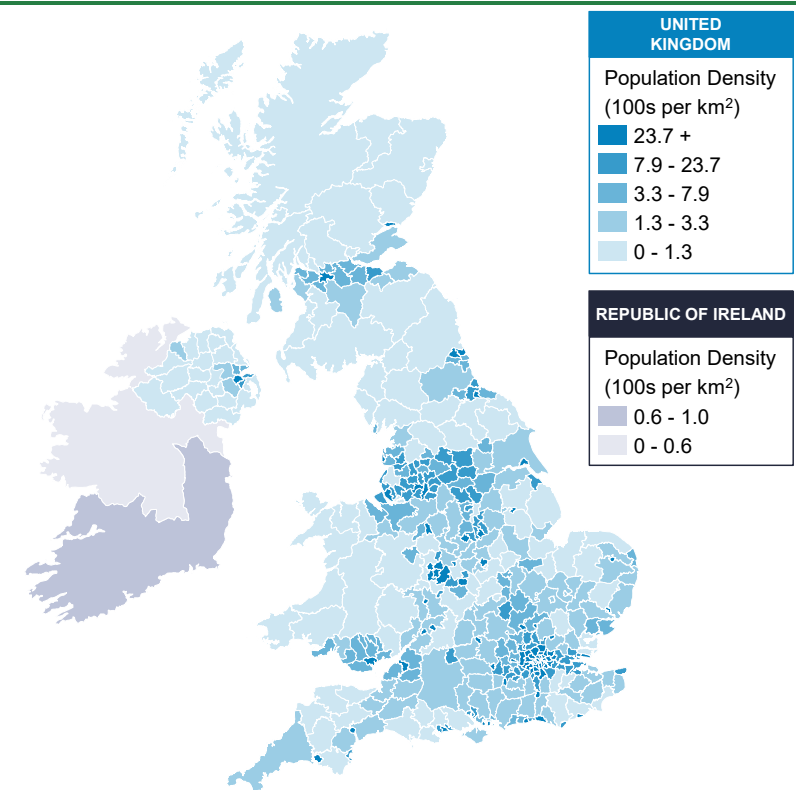 UNITED
KINGDOM
Population Density
(100s per km²)
23.7 +
7.9 - 23.7
3.3 - 7.9
1.3 - 3.3
0 - 1.3
REPUBLIC OF IRELAND
Population Density
(100s per km²)
0.6 - 1.0
0 - 0.6